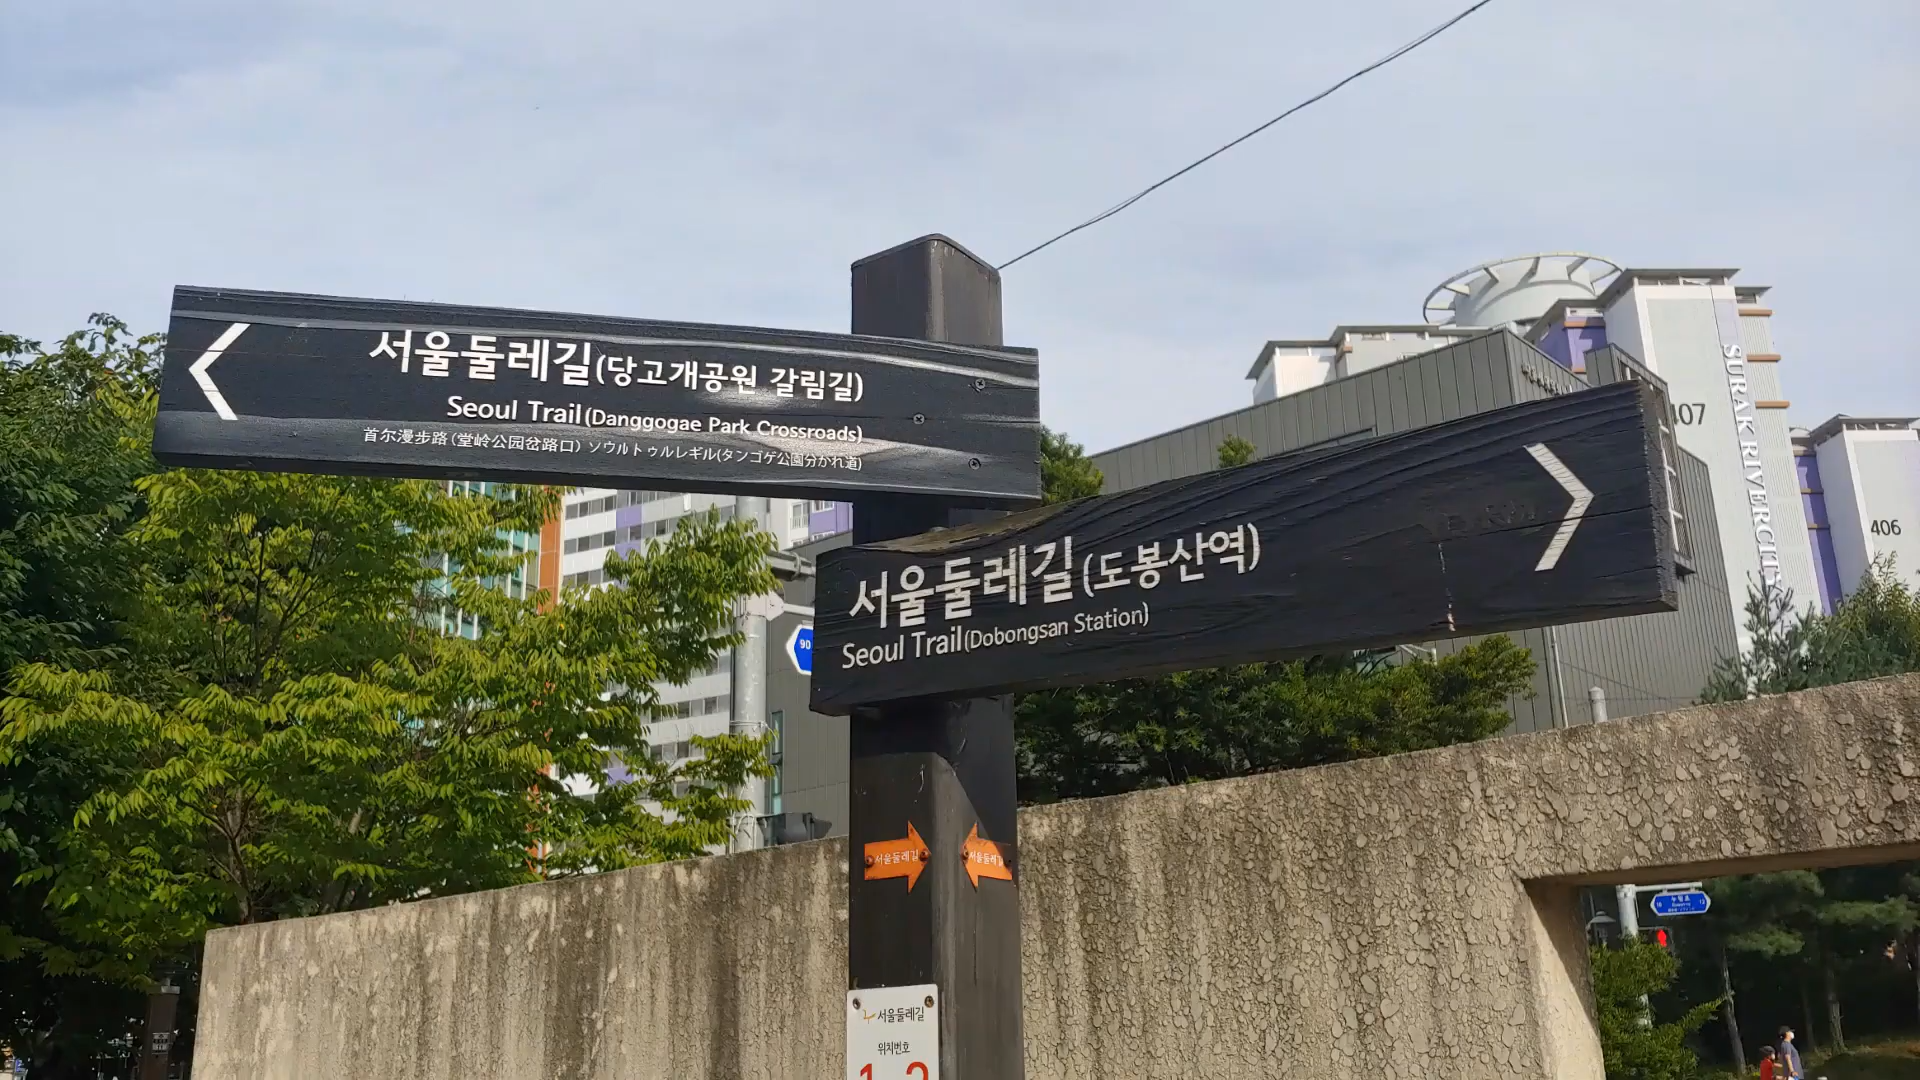 서울둘레길(당고개공원 갈림길)
Seoul Trail(Danggogae Park Crossroads)
首尔漫步路(堂岭公园岔路口) ソウルトゥルレギル(タンゴゲ公園分かれ道)
서울둘레길(도봉산역)
Seoul Trail(Dobongsan Station)
SURAK RIVERCITY
407
406
90
서울둘레길
서울둘레길
서울둘레길
위치번호